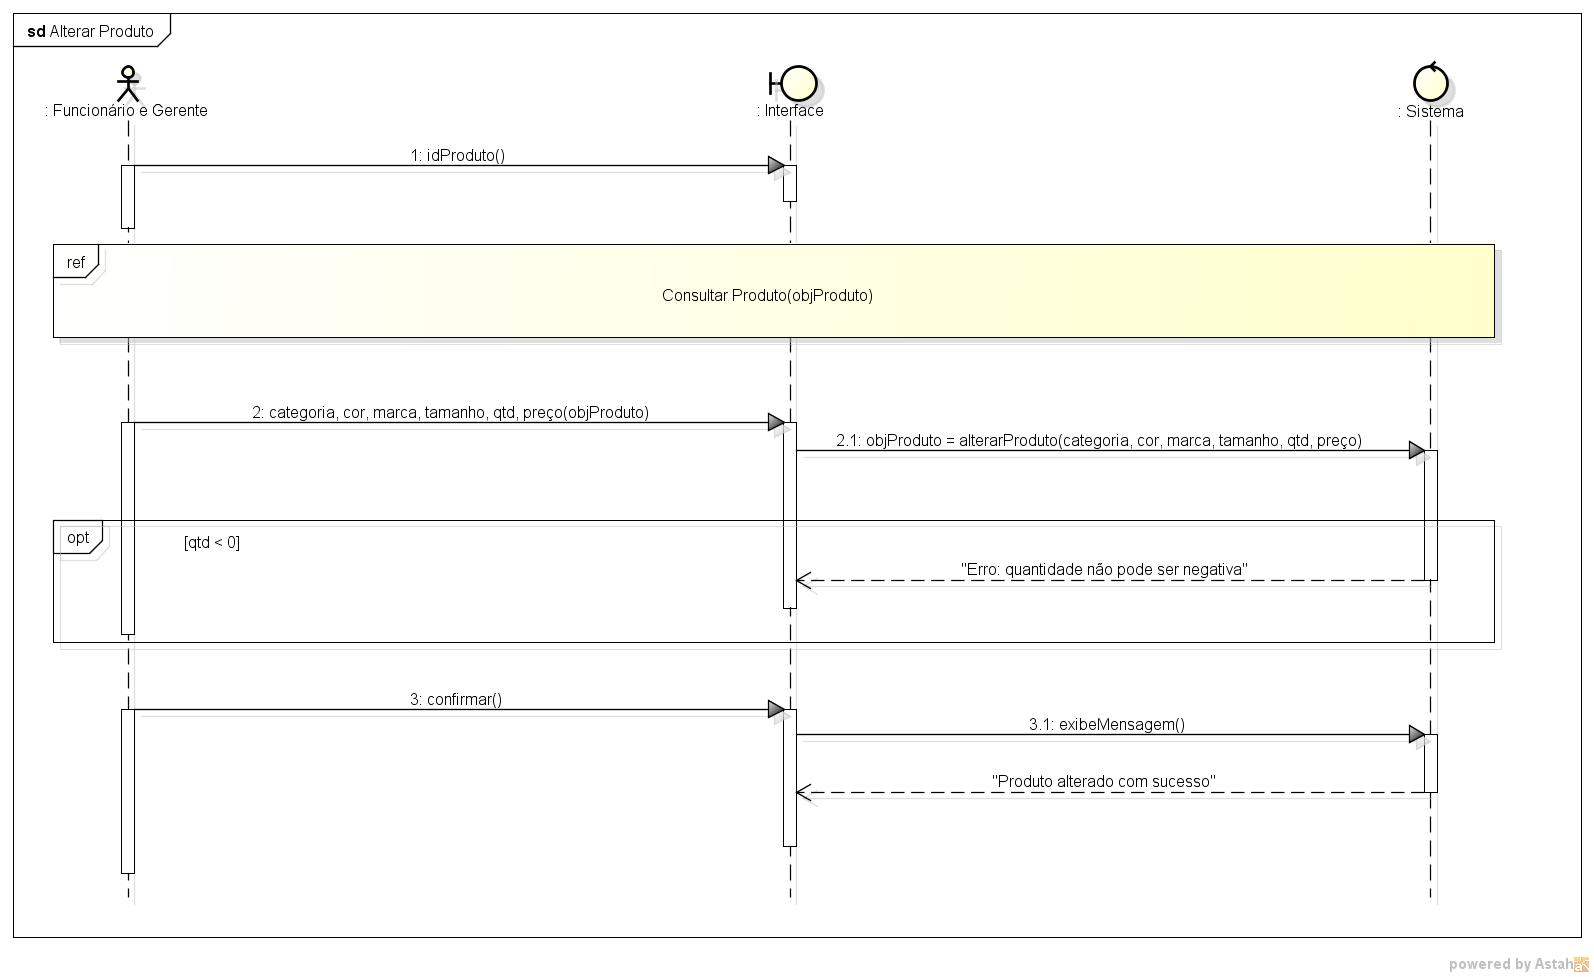 sd Alterar Produto
: Funcionário e Gerente
: Interface
: Sistema
1: idProduto()
ref
Consultar Produto(objProduto)
2: categoria, cor, marca, tamanho, qtd, preço(objProduto)
2.1: objProduto = alterarProduto(categoria, cor, marca, tamanho, qtd, preço)
opt
[qtd < 0]
"Erro: quantidade não pode ser negativa"
3: confirmar()
3.1: exibeMensagem()
"Produto alterado com sucesso"
powered by Astah